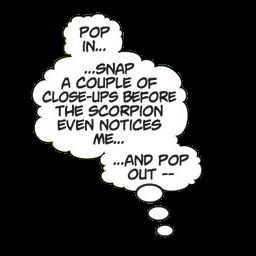 POP
IN...
...SNAP
A COUPLE OF
CLOSE-UPS BEFORE
THE SCORPION
EVEN NOTICES
ME...
...AND POP
OUT --